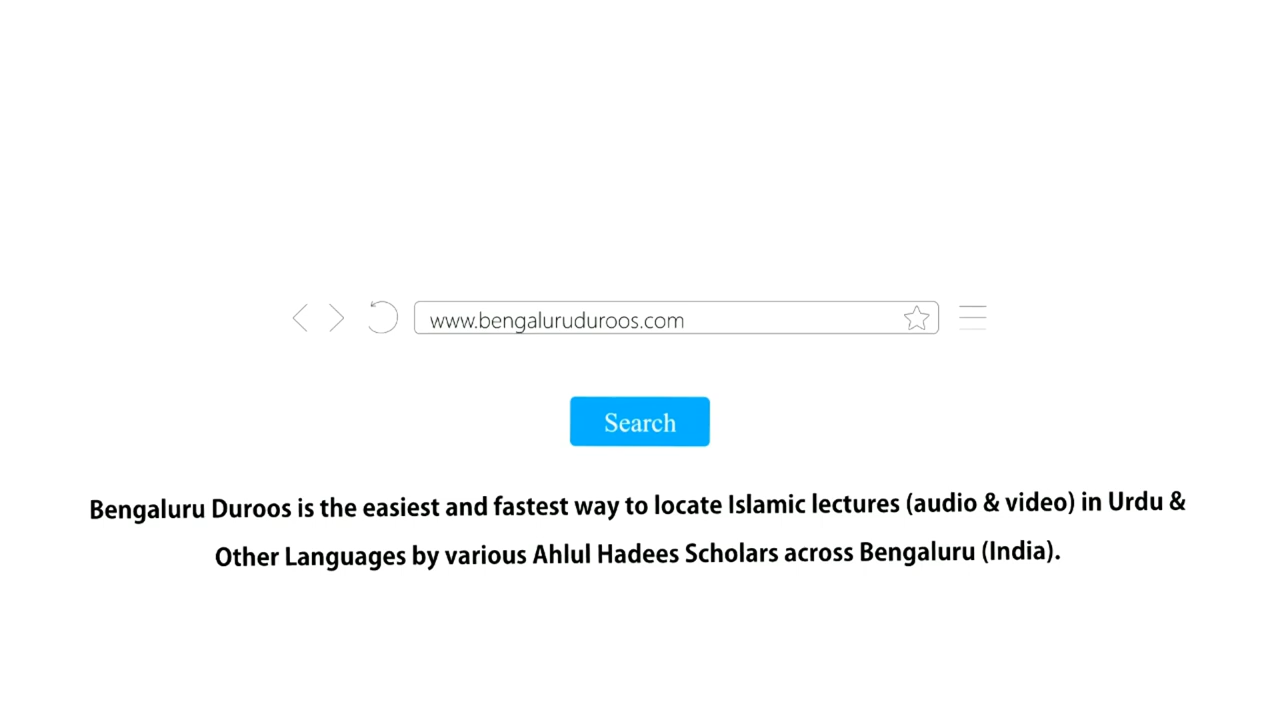 www.bengaluruduroos.com
Search
Bengaluru Duroos is the easiest and fastest way to locate Islamic lectures (audio & video) in Urdu &
Other Languages by various Ahlul Hadees Scholars across Bengaluru (India).